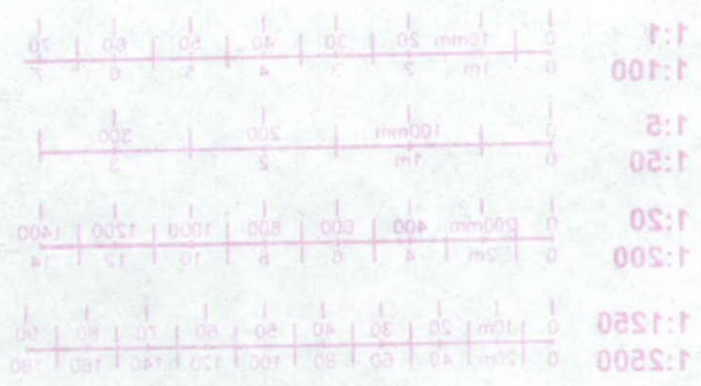 1:1 0 10mm 20 30 40 50 60 70
1:100 0 1m 2 3 4 5 6 7
1:5 0 100mm 200 300
1:50 0 1m 2 3
1:20 0 200mm 400 600 800 1000 1200 1400
1:200 0 2m 4 6 8 10 12 14
1:1250 0 10m 20 30 40 50 60 70 80 90
1:2500 0 20m 40 60 80 100 120 140 160 180